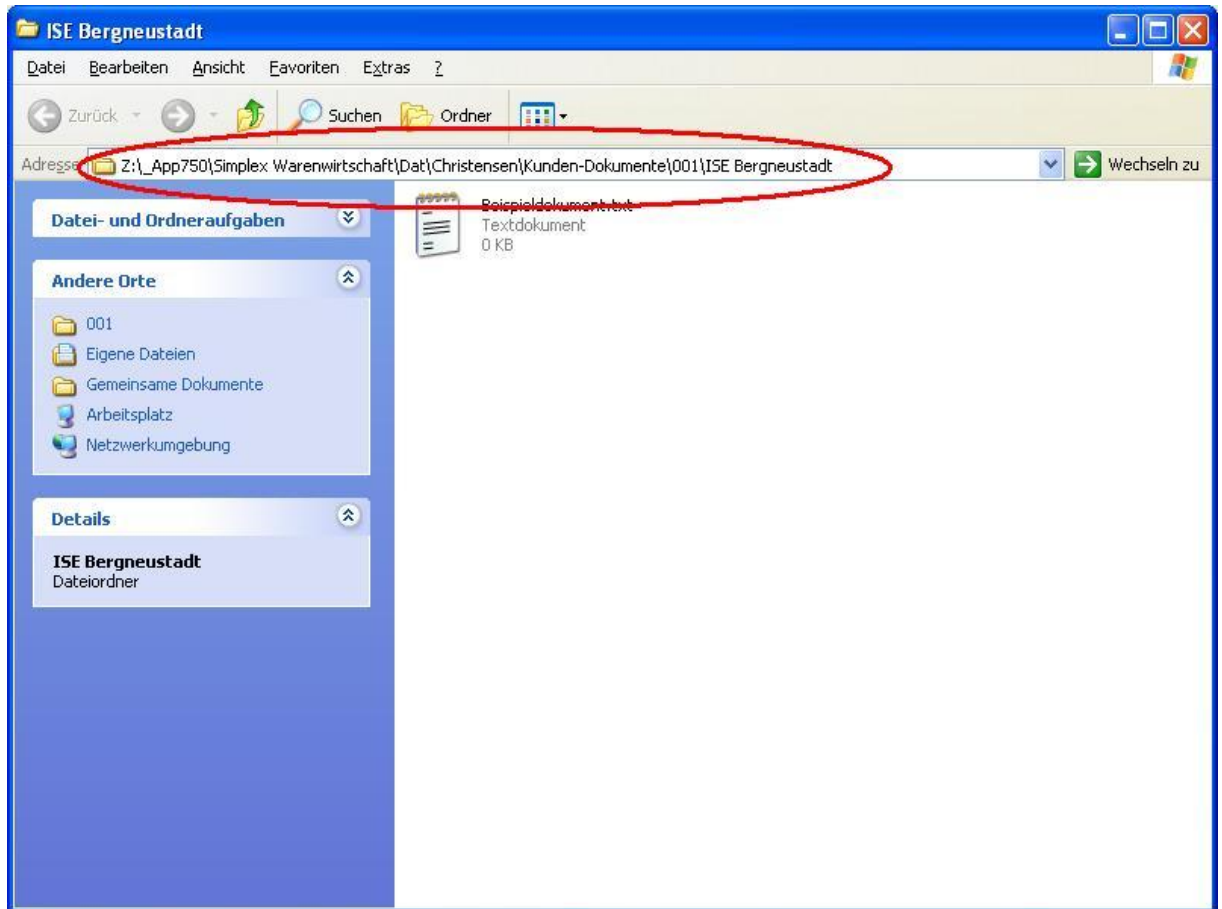 ISE Bergneustadt
Datei Bearbeiten Ansicht Favoriten Extras ?
Zurück Suchen Ordner
Adresse Z:\_App750\Simplex Warenwirtschaft\Dat\Christensen\Kunden-Dokumente\001\ISE Bergneustadt Wechseln zu
Datei- und Ordneraufgaben
Andere Orte
001
Eigene Dateien
Gemeinsame Dokumente
Arbeitsplatz
Netzwerkumgebung
Details
ISE Bergneustadt
Dateiordner
Beispieldokument.txt
Textdokument
0 KB